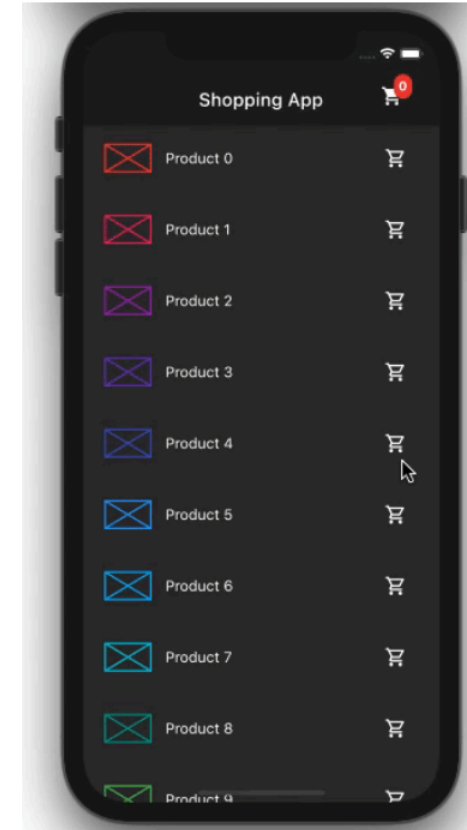 Shopping App
0
Product 0
Product 1
Product 2
Product 3
Product 4
Product 5
Product 6
Product 7
Product 8
Product 9